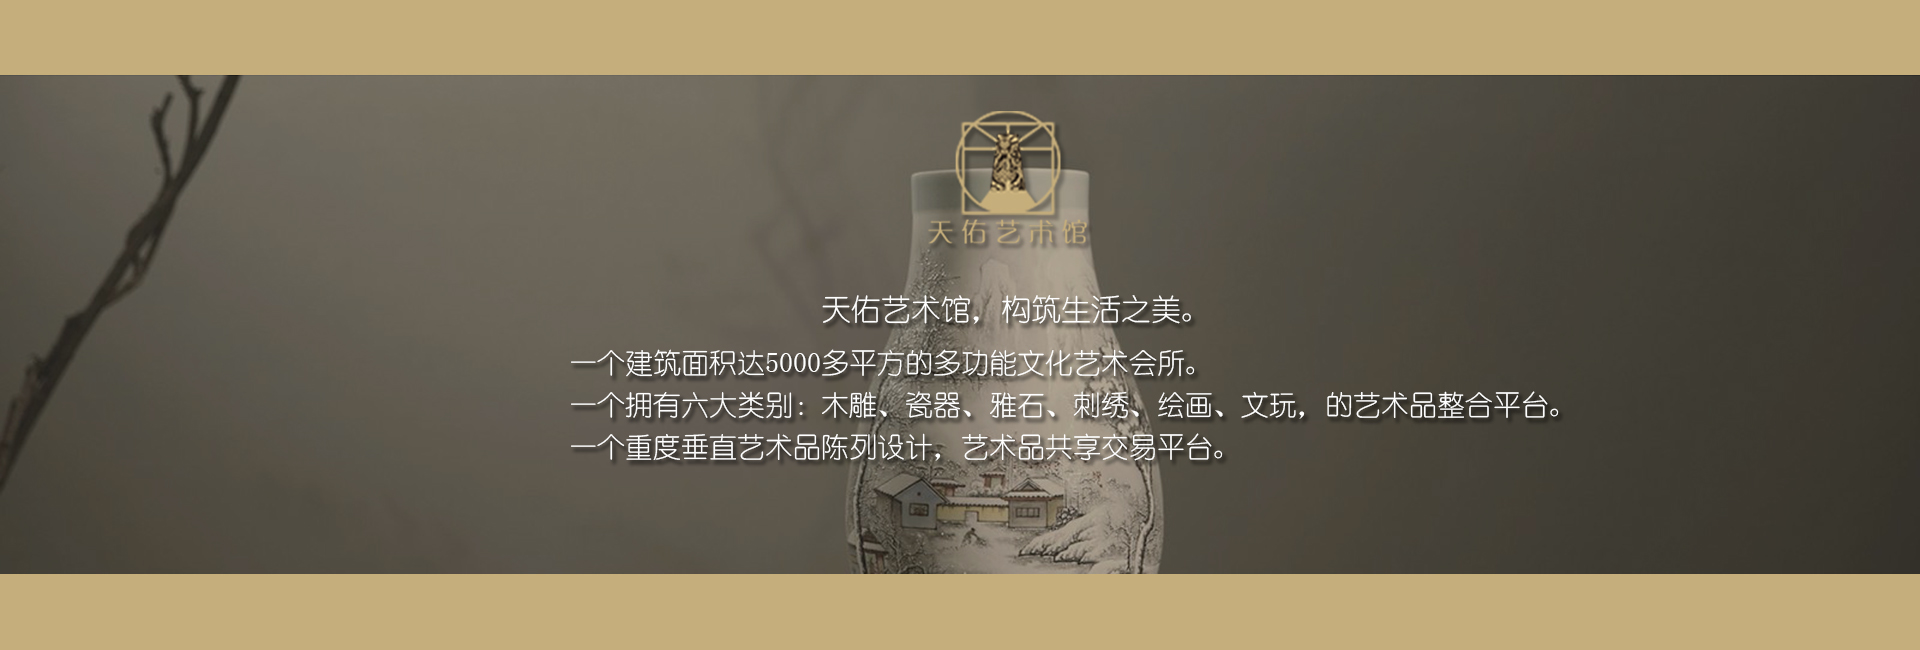 天佑艺术馆
天佑艺术馆，构筑生活之美。
一个建筑面积达5000多平方的多功能文化艺术会所。
一个拥有六大类别：木雕、瓷器、雅石、刺绣、绘画、文玩，的艺术品整合平台。
一个重度垂直艺术品陈列设计，艺术品共享交易平台。